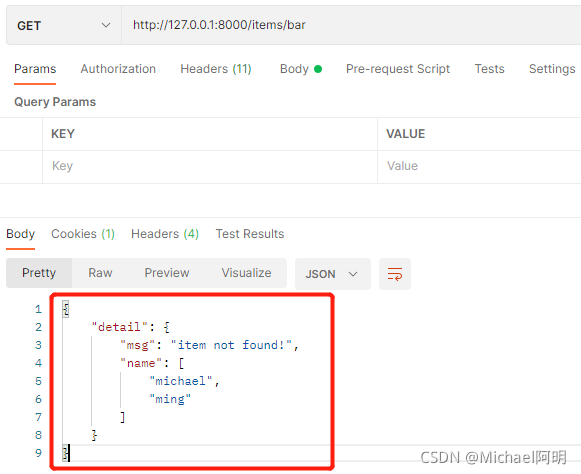 GET http://127.0.0.1:8000/items/bar
Params Authorization Headers (11) Body Pre-request Script Tests Settings
Query Params
KEY VALUE
Key Value
Body Cookies (1) Headers (4) Test Results
Pretty Raw Preview Visualize JSON
1 {
2 "detail": {
3 "msg": "item not found!",
4 "name": [
5 "michael",
6 "ming"
7 ]
8 }
9 }
CSDN @Michael阿明